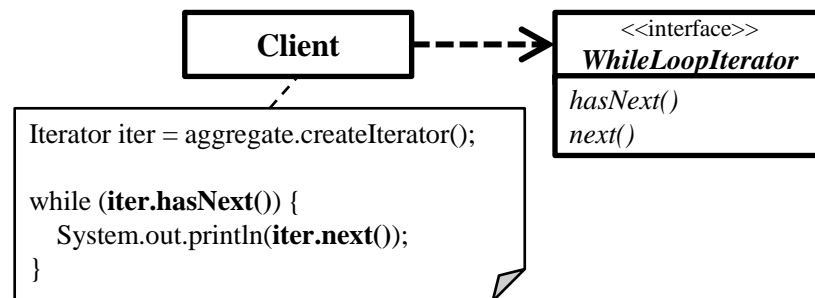 Client
<<interface>>
WhileLoopIterator
hasNext()
next()
Iterator iter = aggregate.createIterator();
while (iter.hasNext()) {
System.out.println(iter.next());
}